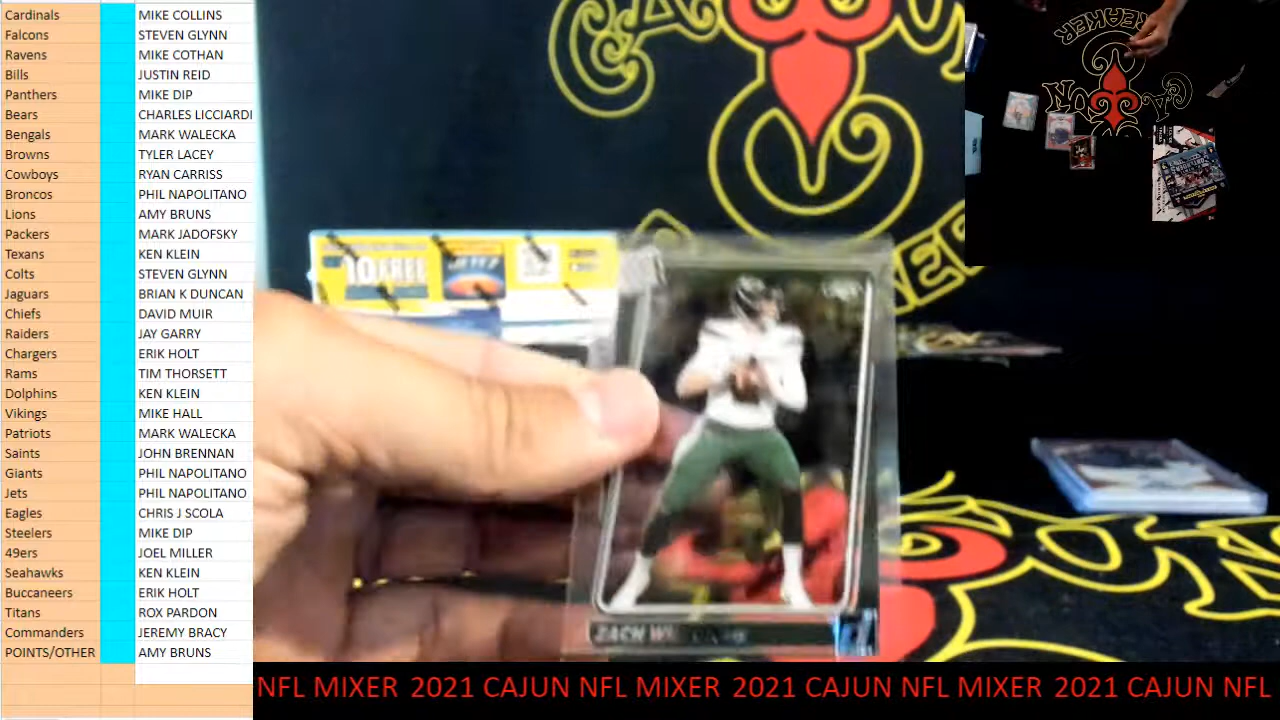 Cardinals MIKE COLLINS
Falcons STEVEN GLYNN
Ravens MIKE COTHAN
Bills JUSTIN REID
Panthers MIKE DIP
Bears CHARLES LICCIARDI
Bengals MARK WALECKA
Browns TYLER LACEY
Cowboys RYAN CARRISS
Broncos PHIL NAPOLITANO
Lions AMY BRUNS
Packers MARK JADOFSKY
Texans KEN KLEIN
Colts STEVEN GLYNN
Jaguars BRIAN K DUNCAN
Chiefs DAVID MUIR
Raiders JAY GARRY
Chargers ERIK HOLT
Rams TIM THORSETT
Dolphins KEN KLEIN
Vikings MIKE HALL
Patriots MARK WALECKA
Saints JOHN BRENNAN
Giants PHIL NAPOLITANO
Jets PHIL NAPOLITANO
Eagles CHRIS J SCOLA
Steelers MIKE DIP
49ers JOEL MILLER
Seahawks KEN KLEIN
Buccaneers ERIK HOLT
Titans ROX PARDON
Commanders JEREMY BRACY
POINTS/OTHER AMY BRUNS
ZACH
NFL MIXER 2021 CAJUN NFL MIXER 2021 CAJUN NFL MIXER 2021 CAJUN NFL